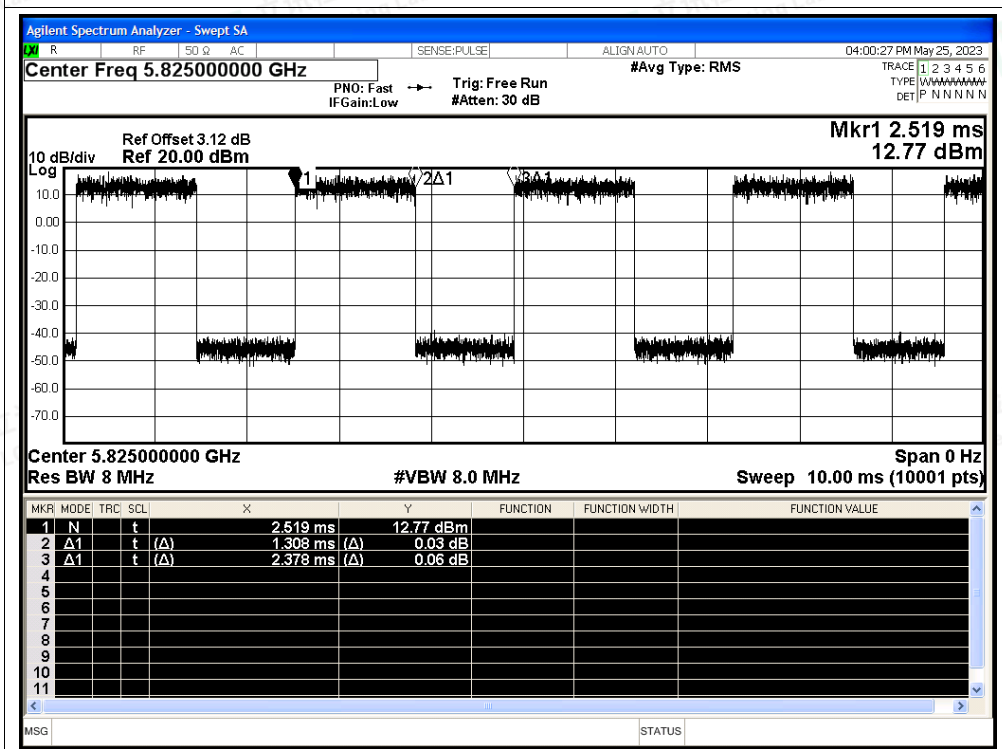 Agilent Spectrum Analyzer - Swept SA
LXI R RF 50 Ω AC SENSE:PULSE ALIGN AUTO 04:00:27 PM May 25, 2023
Center Freq 5.825000000 GHz #Avg Type: RMS TRACE 1 2 3 4 5 6
PNO: Fast Trig: Free Run TYPE WWWWWW
IFGain:Low #Atten: 30 dB DET P N N N N N
Mkr1 2.519 ms
12.77 dBm
Ref Offset 3.12 dB
10 dB/div Ref 20.00 dBm
Log
1 2Δ1 3Δ1
10.0
0.00
-10.0
-20.0
-30.0
-40.0
-50.0
-60.0
-70.0
Center 5.825000000 GHz Span 0 Hz
Res BW 8 MHz #VBW 8.0 MHz Sweep 10.00 ms (10001 pts)
MKR MODE TRC SCL X Y FUNCTION FUNCTION WIDTH FUNCTION VALUE
1 N t 2.519 ms 12.77 dBm
2 Δ1 t (Δ) 1.308 ms (Δ) 0.03 dB
3 Δ1 t (Δ) 2.378 ms (Δ) 0.06 dB
4
5
6
7
8
9
10
11
MSG STATUS